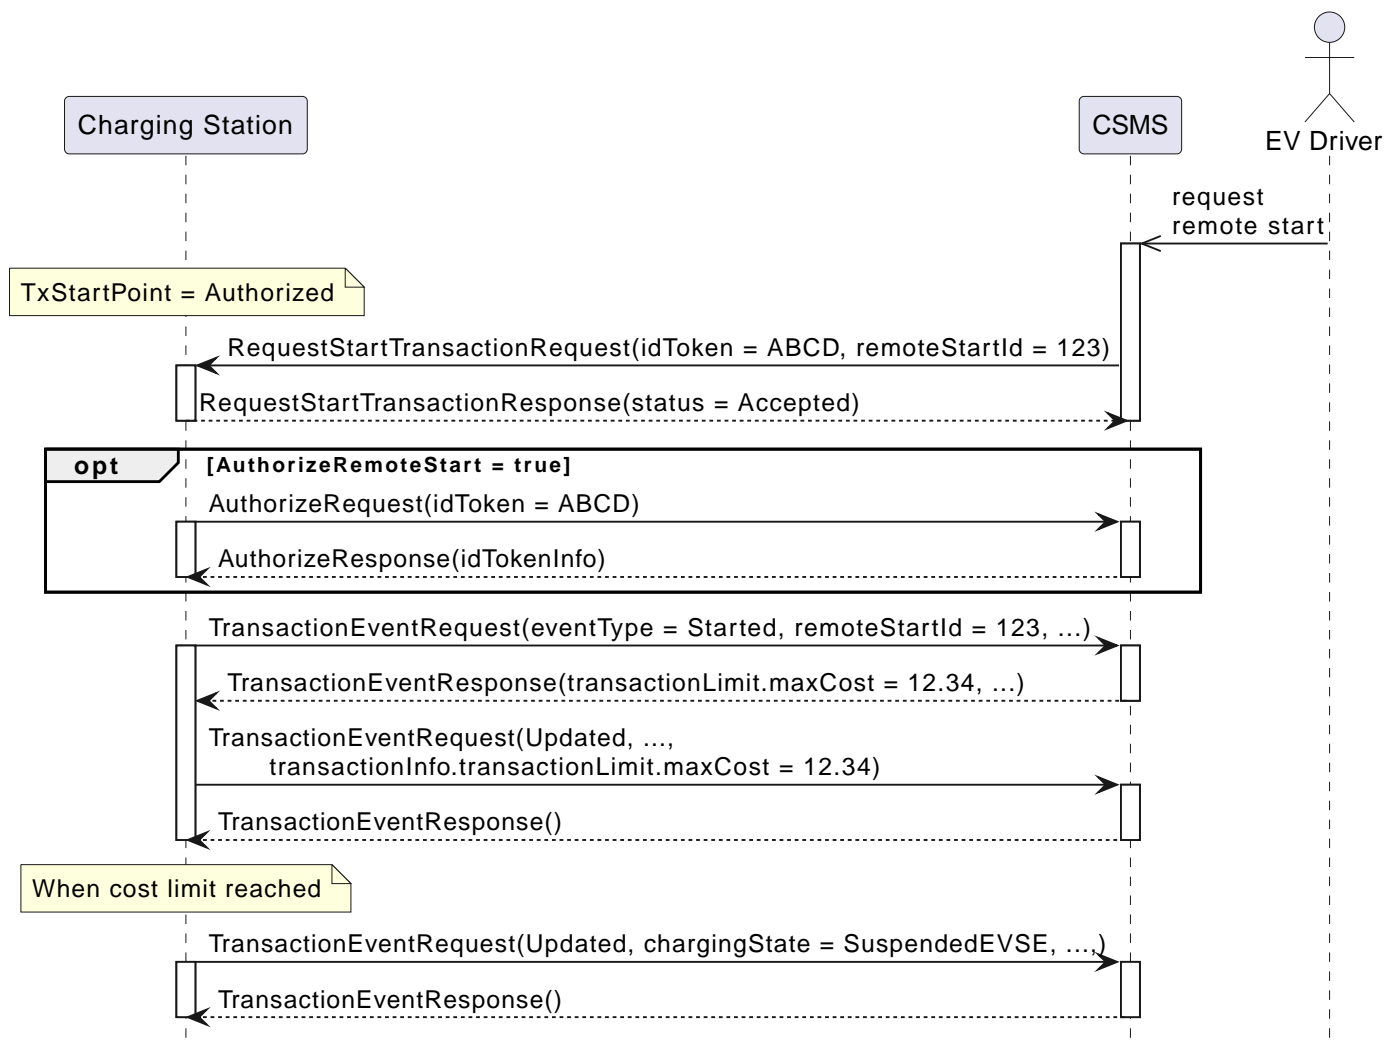 Charging Station
CSMS
EV Driver
request
remote start
TxStartPoint = Authorized
RequestStartTransactionRequest(idToken = ABCD, remoteStartId = 123)
RequestStartTransactionResponse(status = Accepted)
opt
[AuthorizeRemoteStart = true]
AuthorizeRequest(idToken = ABCD)
AuthorizeResponse(idTokenInfo)
TransactionEventRequest(eventType = Started, remoteStartId = 123, ...)
TransactionEventResponse(transactionLimit.maxCost = 12.34, ...)
TransactionEventRequest(Updated, ...,
transactionInfo.transactionLimit.maxCost = 12.34)
TransactionEventResponse()
When cost limit reached
TransactionEventRequest(Updated, chargingState = SuspendedEVSE, ...,)
TransactionEventResponse()